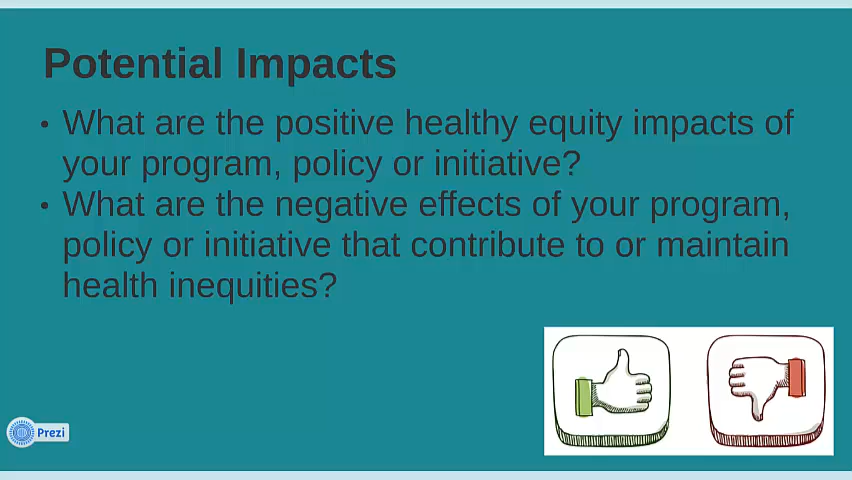 Potential Impacts
• What are the positive healthy equity impacts of
your program, policy or initiative?
• What are the negative effects of your program,
policy or initiative that contribute to or maintain
health inequities?
Prezi